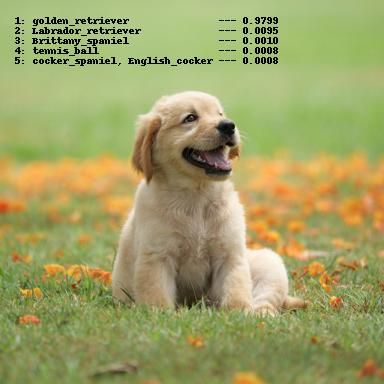 1: golden_retriever --- 0.9799
2: Labrador_retriever --- 0.0095
3: Brittany_spaniel --- 0.0010
4: tennis_ball --- 0.0008
5: cocker_spaniel, English_cocker --- 0.0008